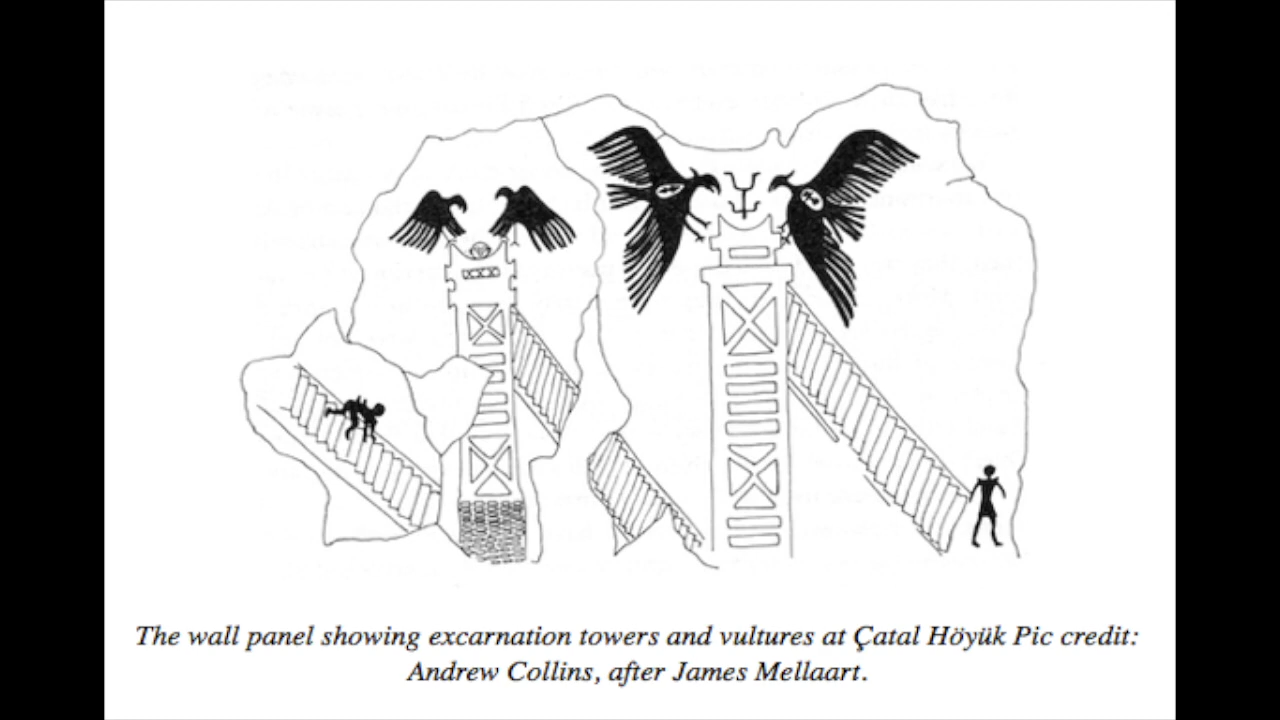 The wall panel showing excarnation towers and vultures at Çatal Höyük Pic credit:
Andrew Collins, after James Mellaart.